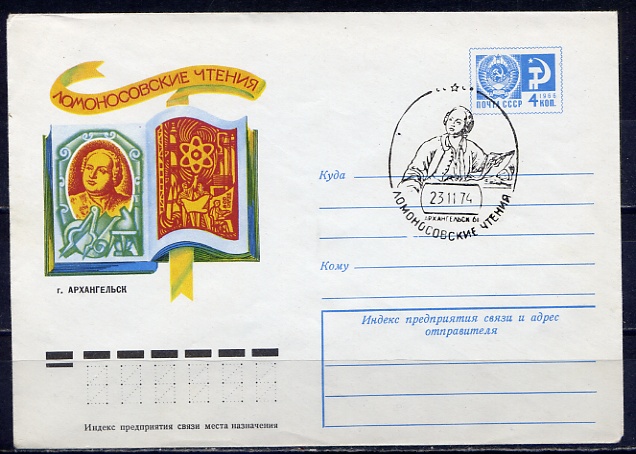 ЛОМОНОСОВСКИЕ ЧТЕНИЯ
г. АРХАНГЕЛЬСК
1966
ПОЧТА СССР 4 КОП.
23 11 74
АРХАНГЕЛЬСК
ЛОМОНОСОВСКИЕ ЧТЕНИЯ
Куда
Кому
Индекс предприятия связи и адрес
отправителя
Индекс предприятия связи места назначения